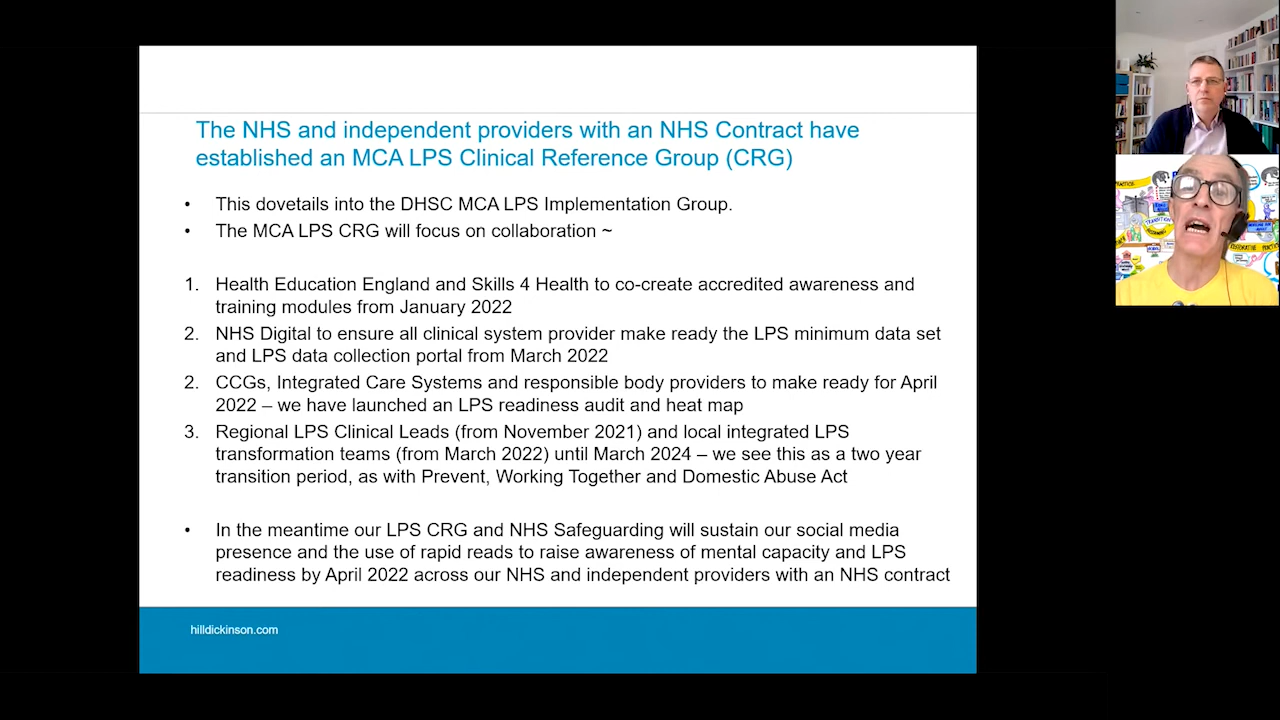 The NHS and independent providers with an NHS Contract have
established an MCA LPS Clinical Reference Group (CRG)
• This dovetails into the DHSC MCA LPS Implementation Group.
• The MCA LPS CRG will focus on collaboration ~
1. Health Education England and Skills 4 Health to co-create accredited awareness and
training modules from January 2022
2. NHS Digital to ensure all clinical system provider make ready the LPS minimum data set
and LPS data collection portal from March 2022
2. CCGs, Integrated Care Systems and responsible body providers to make ready for April
2022 – we have launched an LPS readiness audit and heat map
3. Regional LPS Clinical Leads (from November 2021) and local integrated LPS
transformation teams (from March 2022) until March 2024 – we see this as a two year
transition period, as with Prevent, Working Together and Domestic Abuse Act
• In the meantime our LPS CRG and NHS Safeguarding will sustain our social media
presence and the use of rapid reads to raise awareness of mental capacity and LPS
readiness by April 2022 across our NHS and independent providers with an NHS contract
hilldickinson.com
TRANSITION